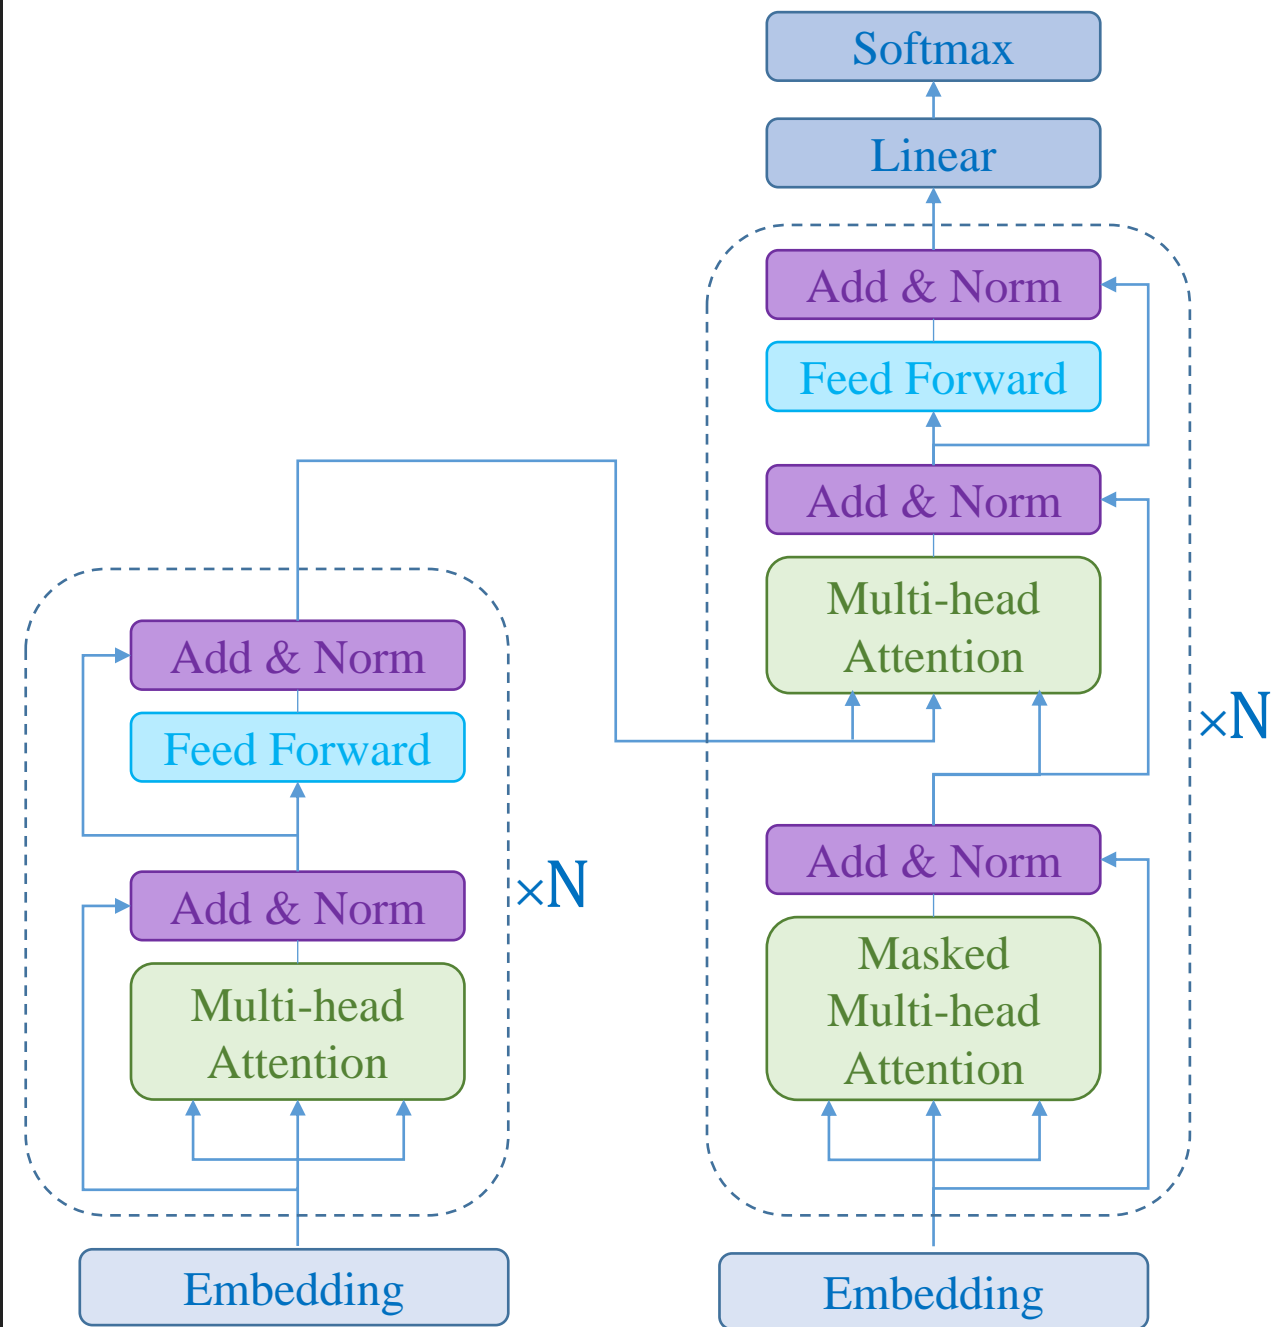 Softmax
Linear
Add & Norm
Feed Forward
Add & Norm
Multi-head
Attention
×N
Add & Norm
Masked
Multi-head
Attention
Embedding
Add & Norm
Feed Forward
×N
Add & Norm
Multi-head
Attention
Embedding